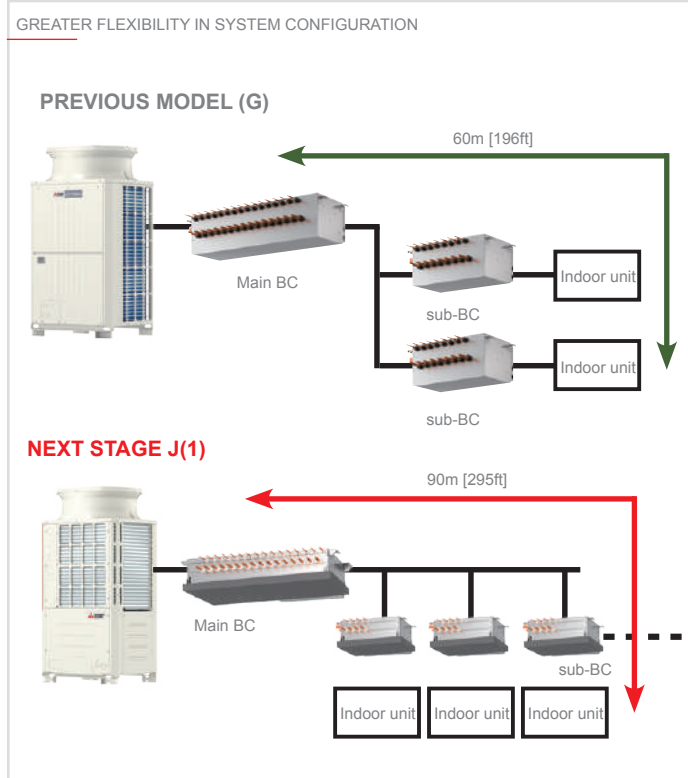 GREATER FLEXIBILITY IN SYSTEM CONFIGURATION
PREVIOUS MODEL (G)
60m [196ft]
Main BC
Indoor unit
sub-BC
Indoor unit
sub-BC
NEXT STAGE J(1)
90m [295ft]
Main BC
sub-BC
Indoor unit
Indoor unit
Indoor unit